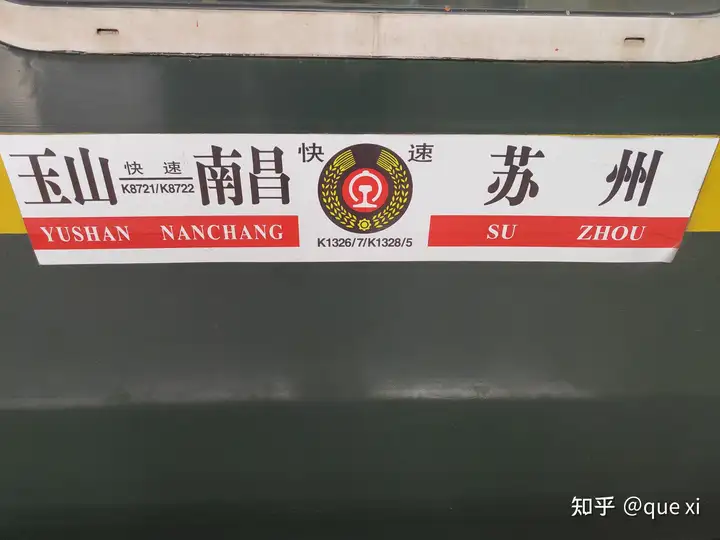 玉山 快速 南昌 快 速 苏 州
K8721/K8722
YUSHAN NANCHANG K1326/7/K1328/5 SU ZHOU
知乎 @que xi